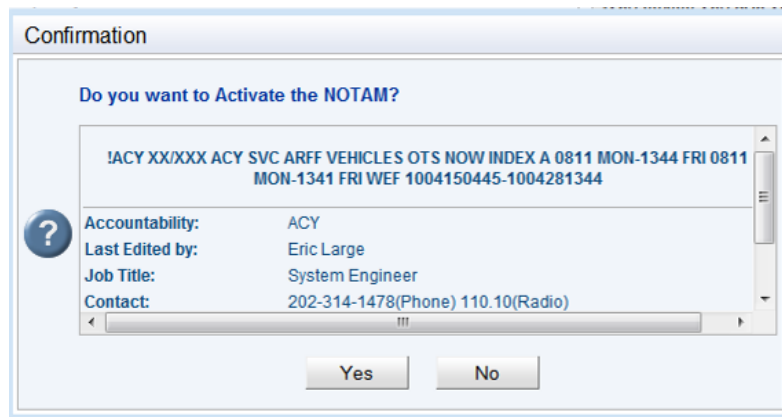 Confirmation
Do you want to Activate the NOTAM?
!ACY XX/XXX ACY SVC ARFF VEHICLES OTS NOW INDEX A 0811 MON-1344 FRI 0811
MON-1341 FRI WEF 1004150445-1004281344
Accountability: ACY
Last Edited by: Eric Large
Job Title: System Engineer
Contact: 202-314-1478(Phone) 110.10(Radio)
Yes No